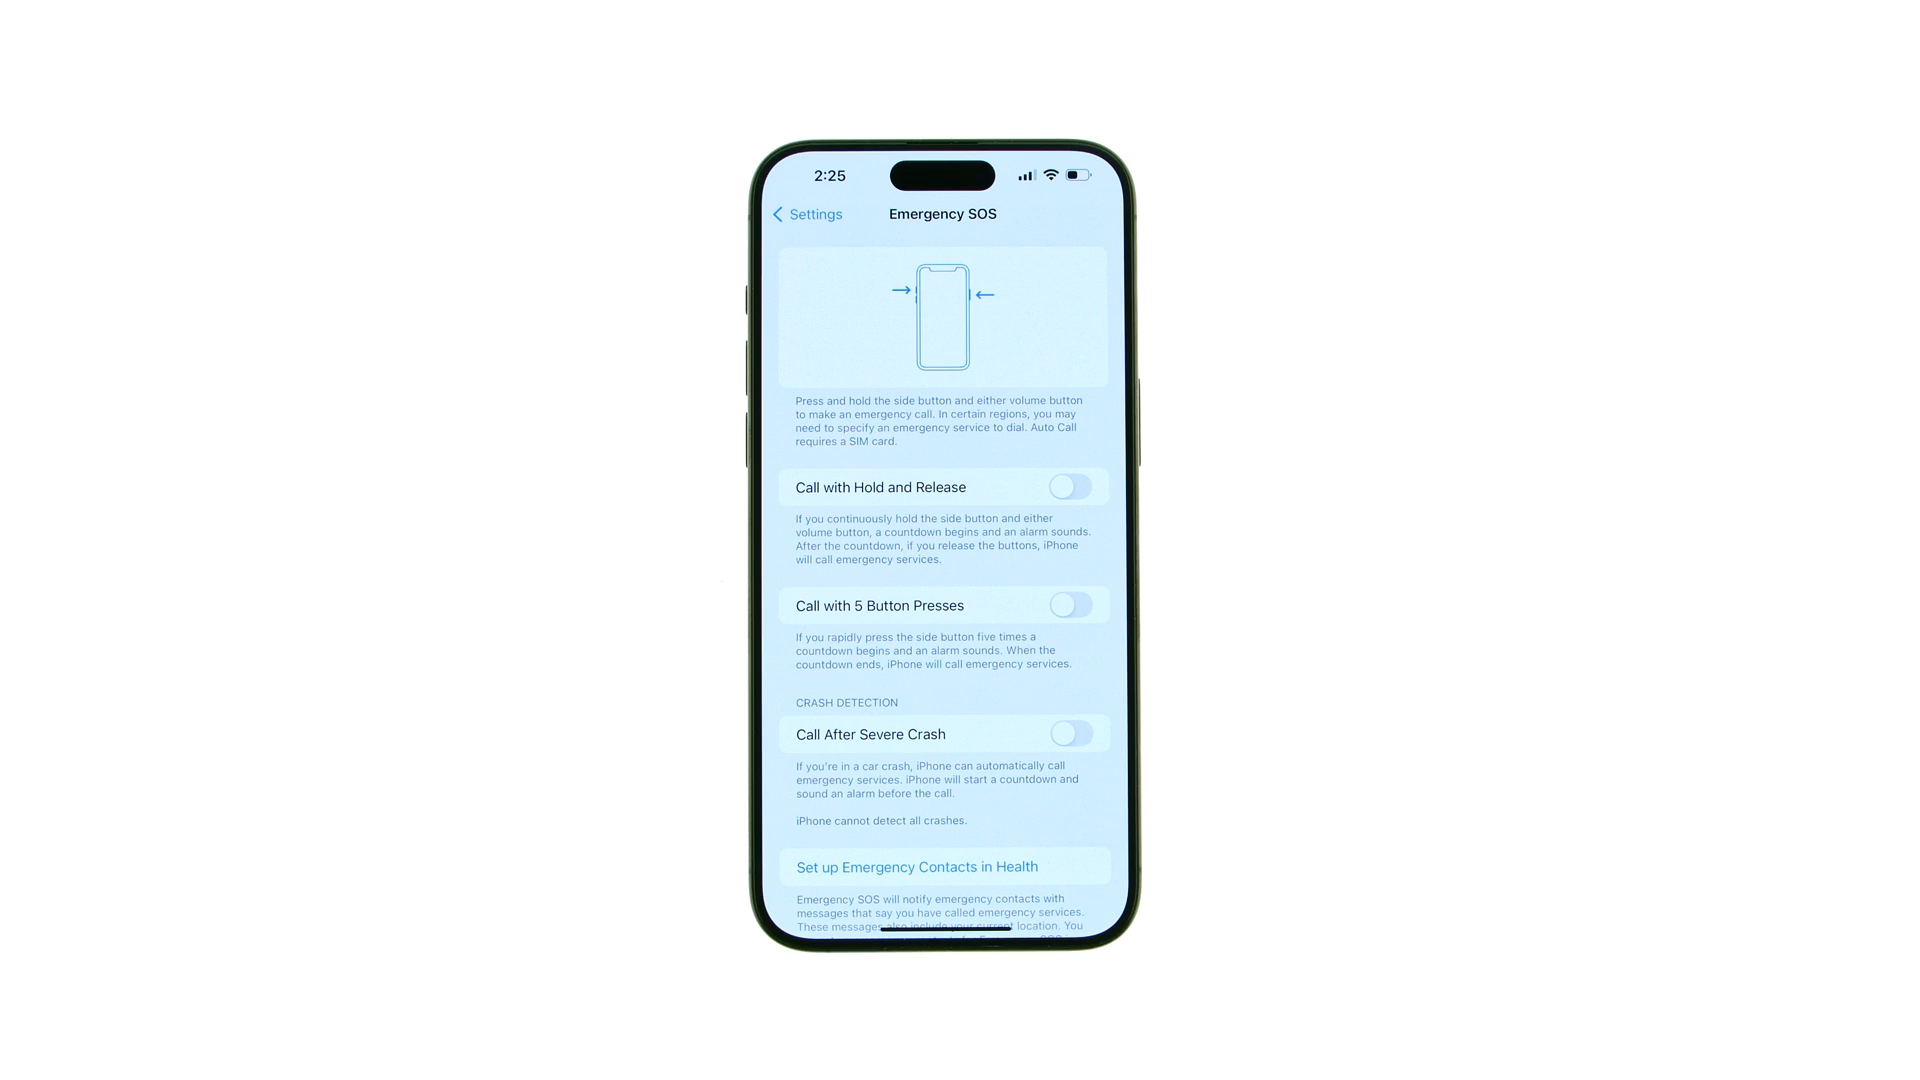 2:25
Settings
Emergency SOS
Press and hold the side button and either volume button
to make an emergency call. In certain regions, you may
need to specify an emergency service to dial. Auto Call
requires a SIM card.
Call with Hold and Release
If you continuously hold the side button and either
volume button, a countdown begins and an alarm sounds.
After the countdown, if you release the buttons, iPhone
will call emergency services.
Call with 5 Button Presses
If you rapidly press the side button five times a
countdown begins and an alarm sounds. When the
countdown ends, iPhone will call emergency services.
CRASH DETECTION
Call After Severe Crash
If you're in a car crash, iPhone can automatically call
emergency services. iPhone will start a countdown and
sound an alarm before the call.
iPhone cannot detect all crashes.
Set up Emergency Contacts in Health
Emergency SOS will notify emergency contacts with
messages that say you have called emergency services.
These messages also include your current location. You